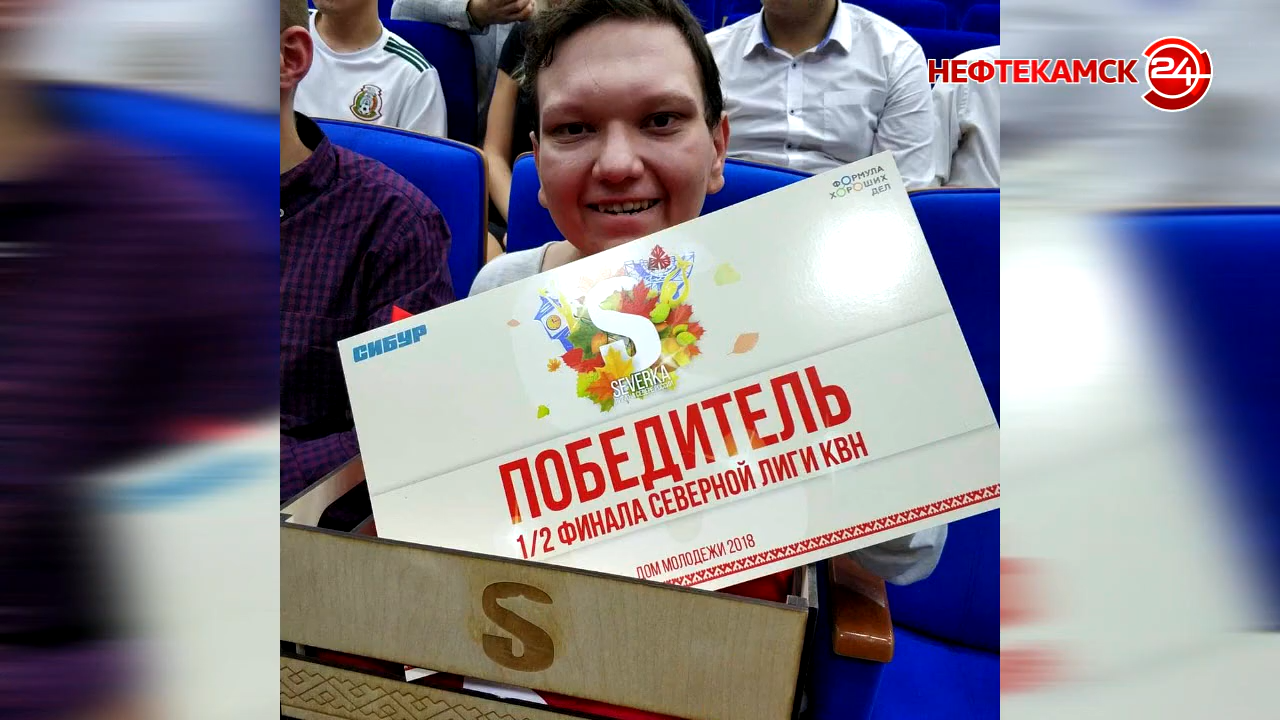 НЕФТЕКАМСК 24
ФОРМУЛА
ХОРОШИХ
ДЕЛ
СИБУР
S
SEVERKA
ПОБЕДИТЕЛЬ
1/2 ФИНАЛА СЕВЕРНОЙ ЛИГИ КВН
ДОМ МОЛОДЕЖИ 2018
S